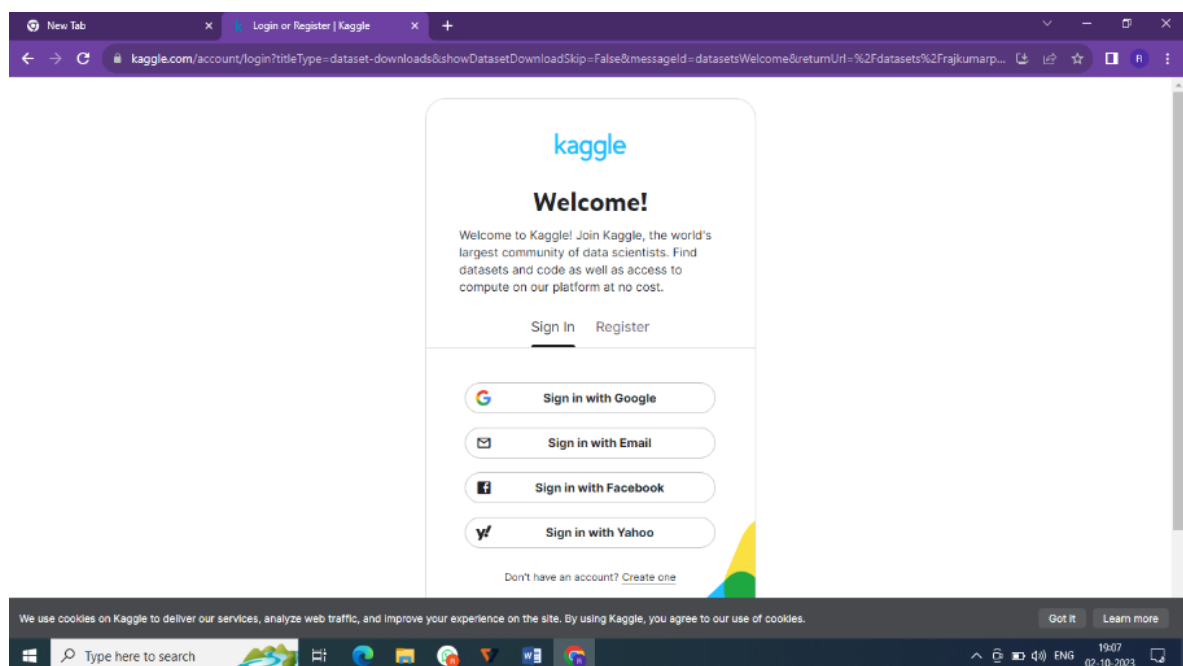 New Tab
Login or Register | Kaggle
kaggle.com/account/login?titleType=dataset-downloads&showDatasetDownloadSkip=False&messageId=datasetsWelcome&returnUrl=%2Fdatasets%2Frajkumarp...
R
kaggle
Welcome!
Welcome to Kaggle! Join Kaggle, the world's
largest community of data scientists. Find
datasets and code as well as access to
compute on our platform at no cost.
Sign In Register
Sign in with Google
Sign in with Email
Sign in with Facebook
Sign in with Yahoo
Don't have an account? Create one
We use cookies on Kaggle to deliver our services, analyze web traffic, and improve your experience on the site. By using Kaggle, you agree to our use of cookies.
Got it Learn more
Type here to search
ENG
19:07
02-10-2023